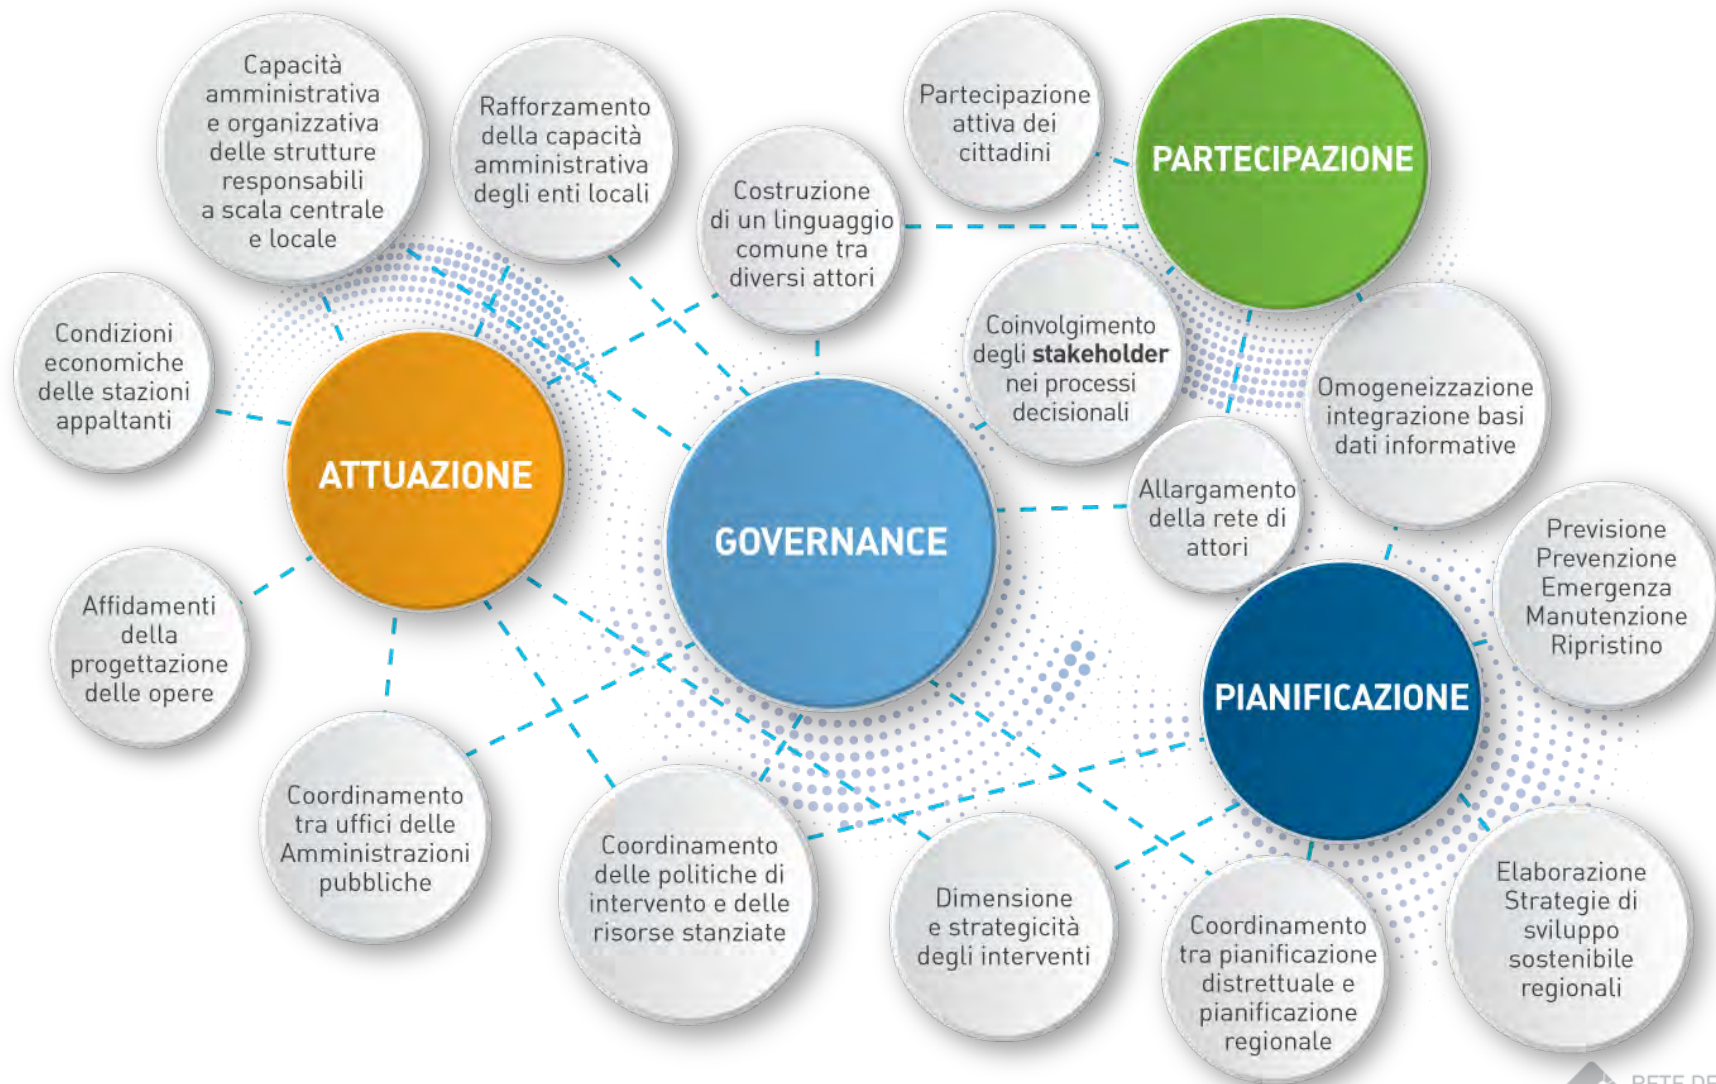 Capacità
amministrativa
e organizzativa
delle strutture
responsabili
a scala centrale
e locale
Rafforzamento
della capacità
amministrativa
degli enti locali
Costruzione
di un linguaggio
comune tra
diversi attori
Partecipazione
attiva dei
cittadini
PARTECIPAZIONE
Condizioni
economiche
delle stazioni
appaltanti
ATTUAZIONE
Coinvolgimento
degli stakeholder
nei processi
decisionali
Omogeneizzazione
integrazione basi
dati informative
GOVERNANCE
Allargamento
della rete di
attori
Previsione
Prevenzione
Emergenza
Manutenzione
Ripristino
Affidamenti
della
progettazione
delle opere
PIANIFICAZIONE
Coordinamento
tra uffici delle
Amministrazioni
pubbliche
Coordinamento
delle politiche di
intervento e delle
risorse stanziate
Dimensione
e strategicità
degli interventi
Coordinamento
tra pianificazione
distrettuale e
pianificazione
regionale
Elaborazione
Strategie di
sviluppo
sostenibile
regionali